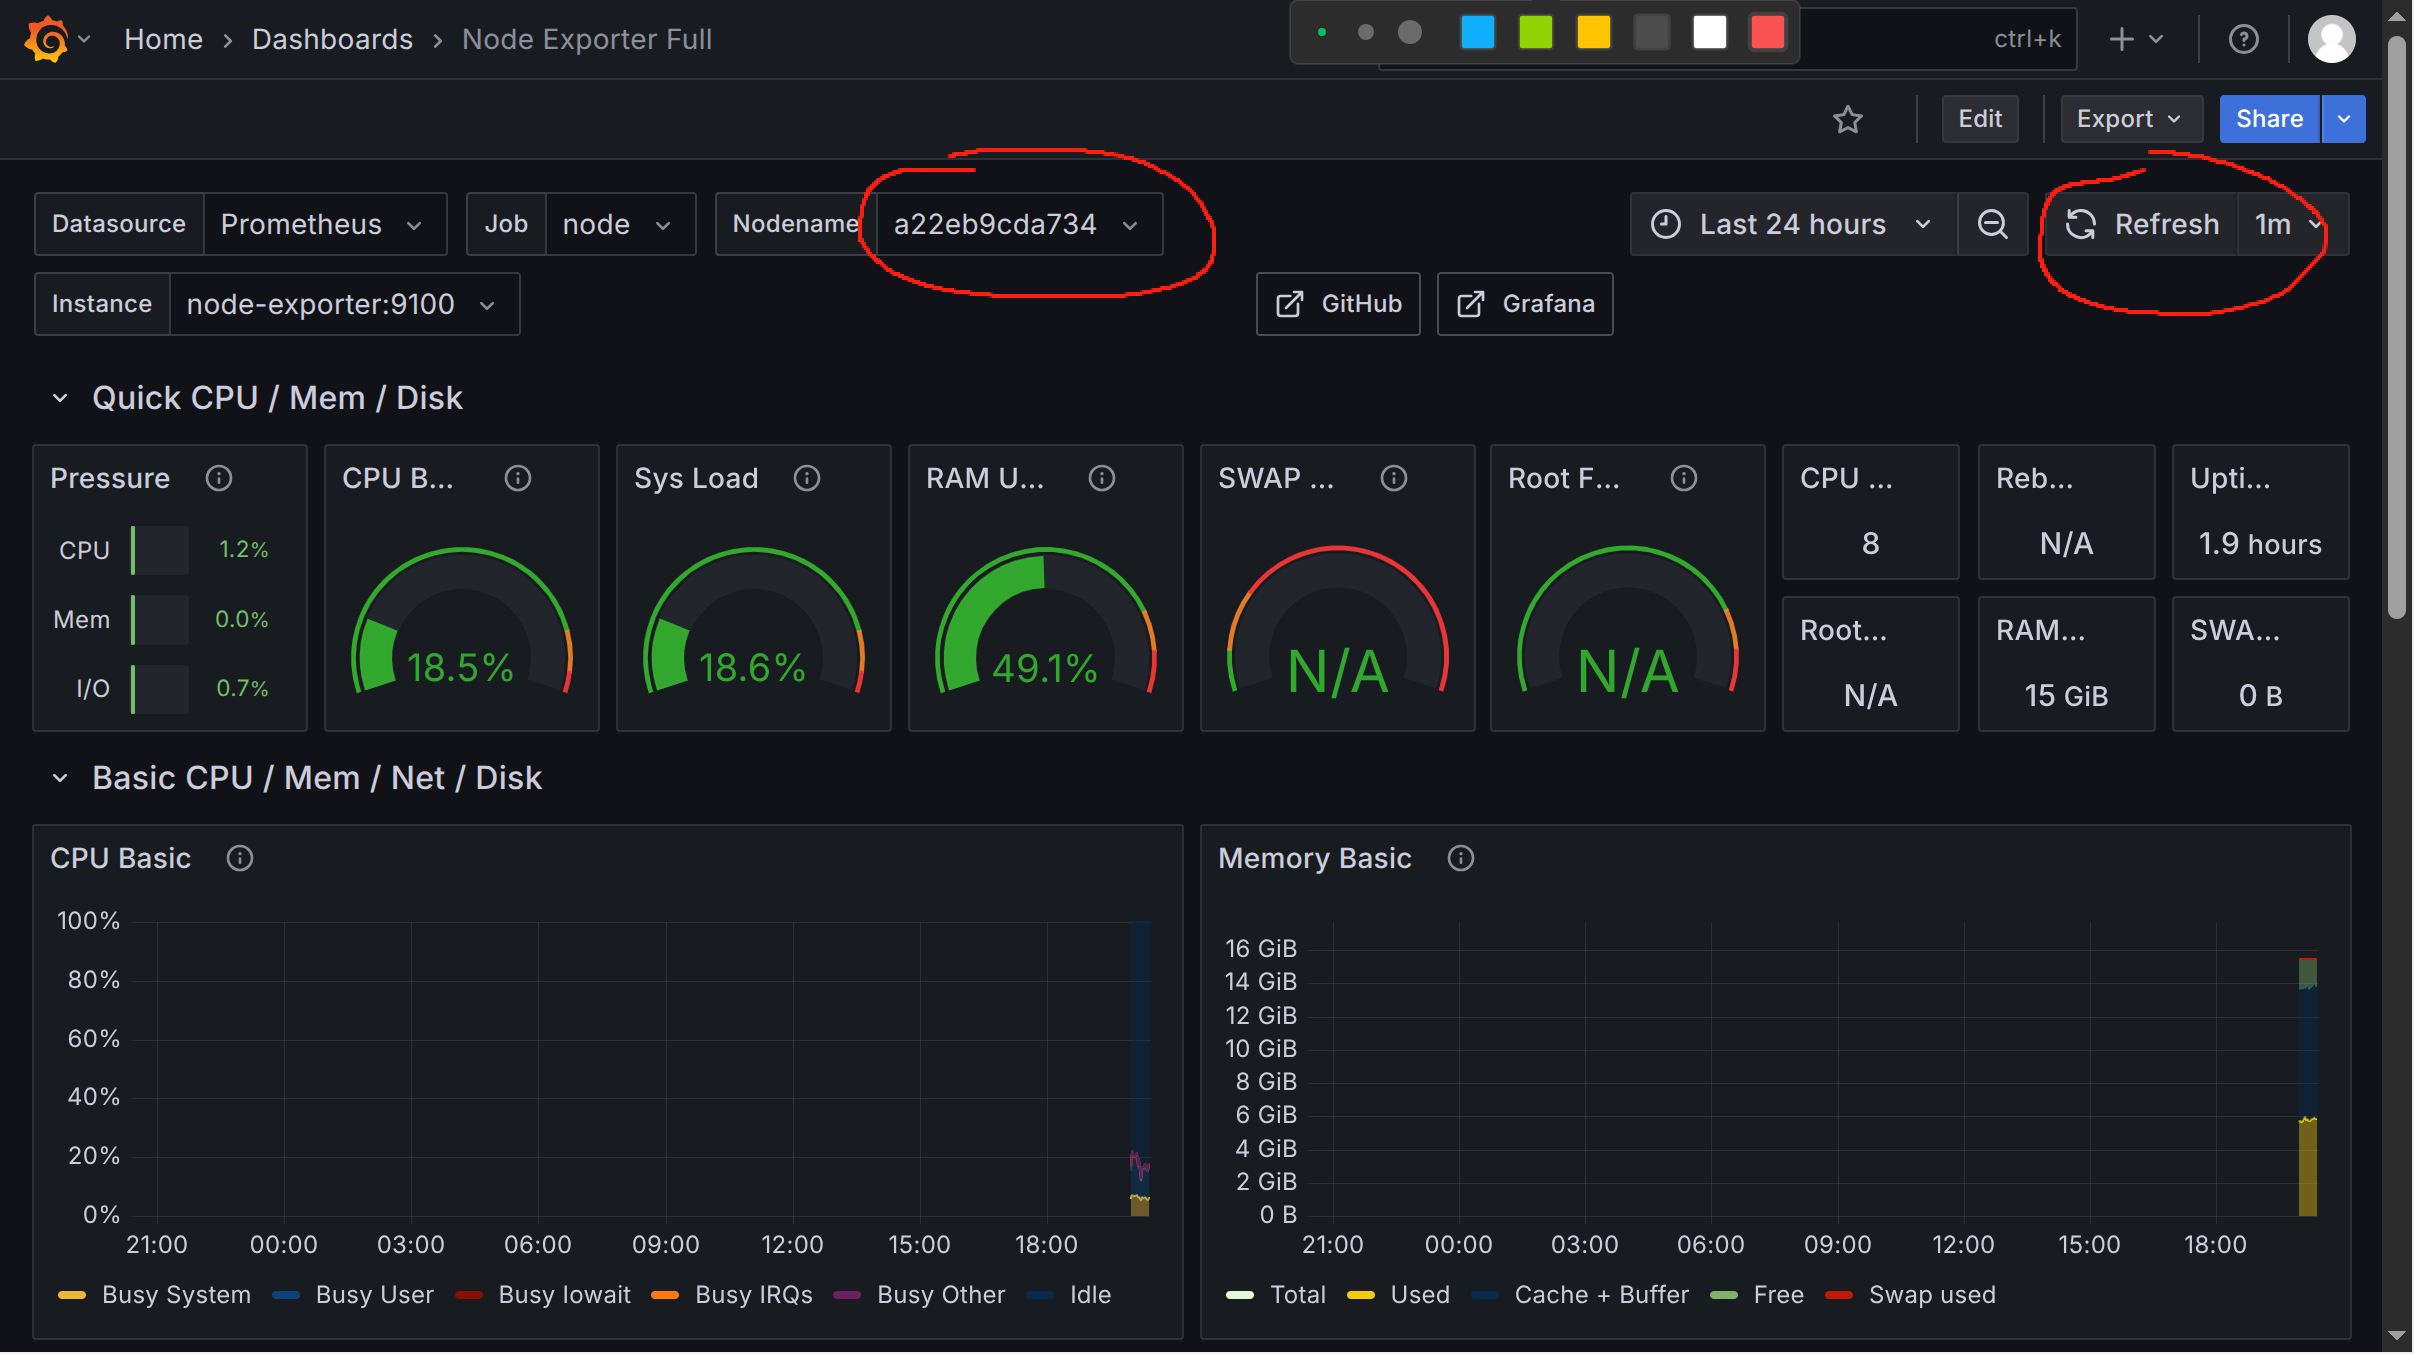 Home › Dashboards › Node Exporter Full ctrl+k
Edit Export Share
Datasource Prometheus Job node Nodename a22eb9cda734 Last 24 hours Refresh 1m
Instance node-exporter:9100 GitHub Grafana
Quick CPU / Mem / Disk
Pressure CPU B... Sys Load RAM U... SWAP ... Root F... CPU ... Reb... Upti...
CPU 1.2%
Mem 0.0%
I/O 0.7%
18.5%
18.6%
49.1%
N/A
N/A
8
N/A
1.9 hours
Root... RAM... SWA...
N/A 15 GiB 0 B
Basic CPU / Mem / Net / Disk
CPU Basic
100%
80%
60%
40%
20%
0%
21:00 00:00 03:00 06:00 09:00 12:00 15:00 18:00
Busy System Busy User Busy Iowait Busy IRQs Busy Other Idle
Memory Basic
16 GiB
14 GiB
12 GiB
10 GiB
8 GiB
6 GiB
4 GiB
2 GiB
0 B
21:00 00:00 03:00 06:00 09:00 12:00 15:00 18:00
Total Used Cache + Buffer Free Swap used